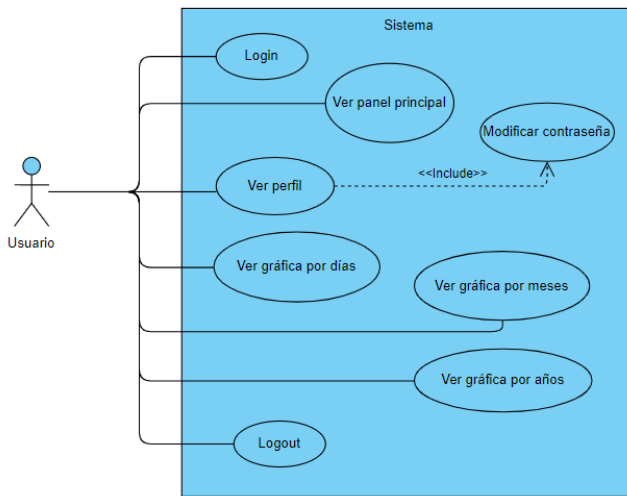 Sistema
Login
Ver panel principal
Modificar contraseña
<<Include>>
Ver perfil
Usuario
Ver gráfica por días
Ver gráfica por meses
Ver gráfica por años
Logout